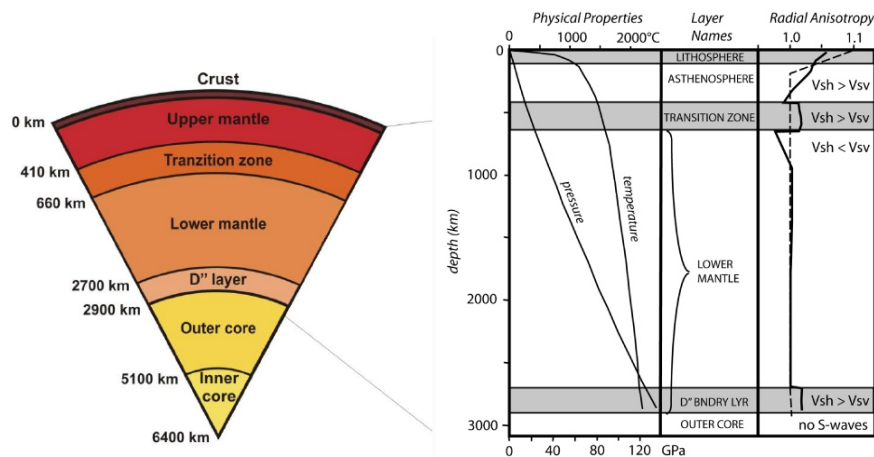 Crust
0 km
Upper mantle
410 km
Tranzition zone
660 km
Lower mantle
2700 km
D" layer
2900 km
Outer core
5100 km
Inner
core
6400 km
Physical Properties
Layer
Names
Radial Anisotropy
1000
2000°C
1.0
1.1
0
LITHOSPHERE
ASTHENOSPHERE
Vsh > Vsv
TRANSITION ZONE
Vsh > Vsv
Vsh < Vsv
1000
pressure
temperature
depth (km)
LOWER
MANTLE
2000
D" BNDRY LYR
Vsh > Vsv
OUTER CORE
no S-waves
3000
0
40
80
120
GPa